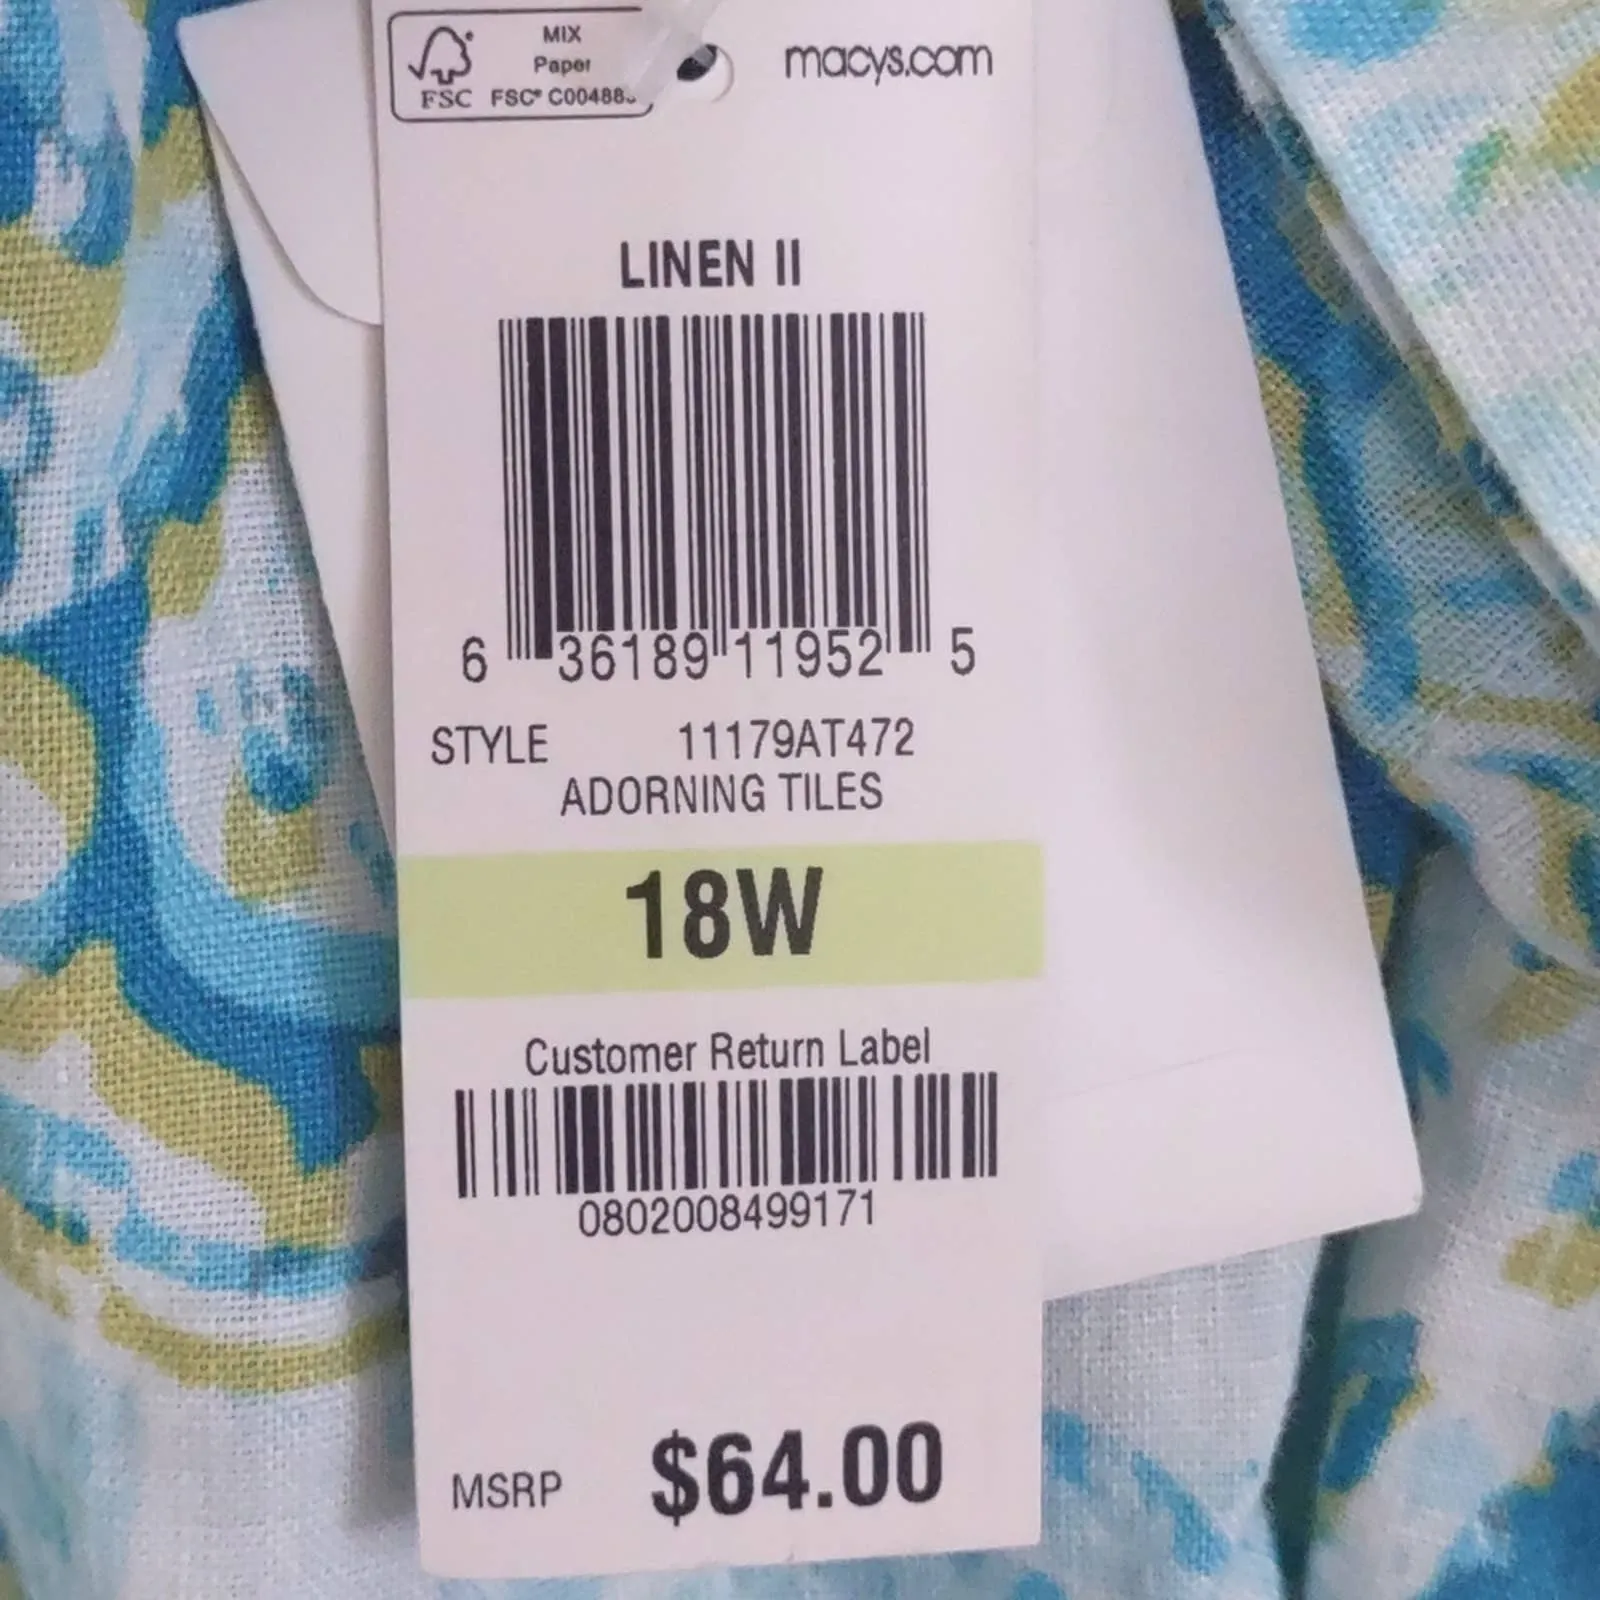 MIX
Paper
FSC FSC®
macys.com
LINEN II
6 36189 11952 5
STYLE 11179AT472
ADORNING TILES
18W
Customer Return Label
0802008499171
MSRP $64.00